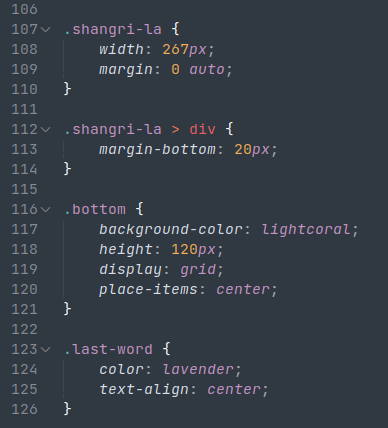 106
107 .shangri-la {
108 width: 267px;
109 margin: 0 auto;
110 }
111
112 .shangri-la > div {
113 margin-bottom: 20px;
114 }
115
116 .bottom {
117 background-color: lightcoral;
118 height: 120px;
119 display: grid;
120 place-items: center;
121 }
122
123 .last-word {
124 color: lavender;
125 text-align: center;
126 }